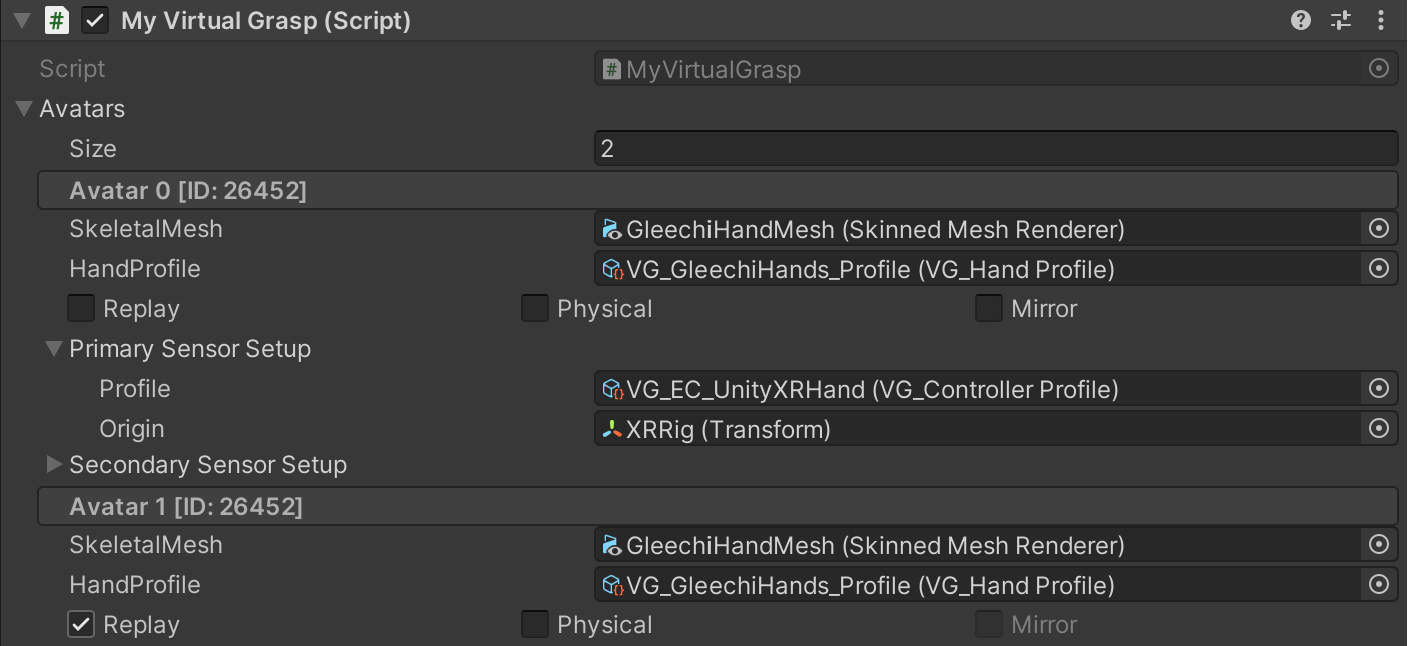 My Virtual Grasp (Script)
Script MyVirtualGrasp
Avatars
Size 2
Avatar 0 [ID: 26452]
SkeletalMesh GleechiHandMesh (Skinned Mesh Renderer)
HandProfile VG_GleechiHands_Profile (VG_Hand Profile)
Replay Physical Mirror
Primary Sensor Setup
Profile VG_EC_UnityXRHand (VG_Controller Profile)
Origin XRRig (Transform)
Secondary Sensor Setup
Avatar 1 [ID: 26452]
SkeletalMesh GleechiHandMesh (Skinned Mesh Renderer)
HandProfile VG_GleechiHands_Profile (VG_Hand Profile)
Replay Physical Mirror